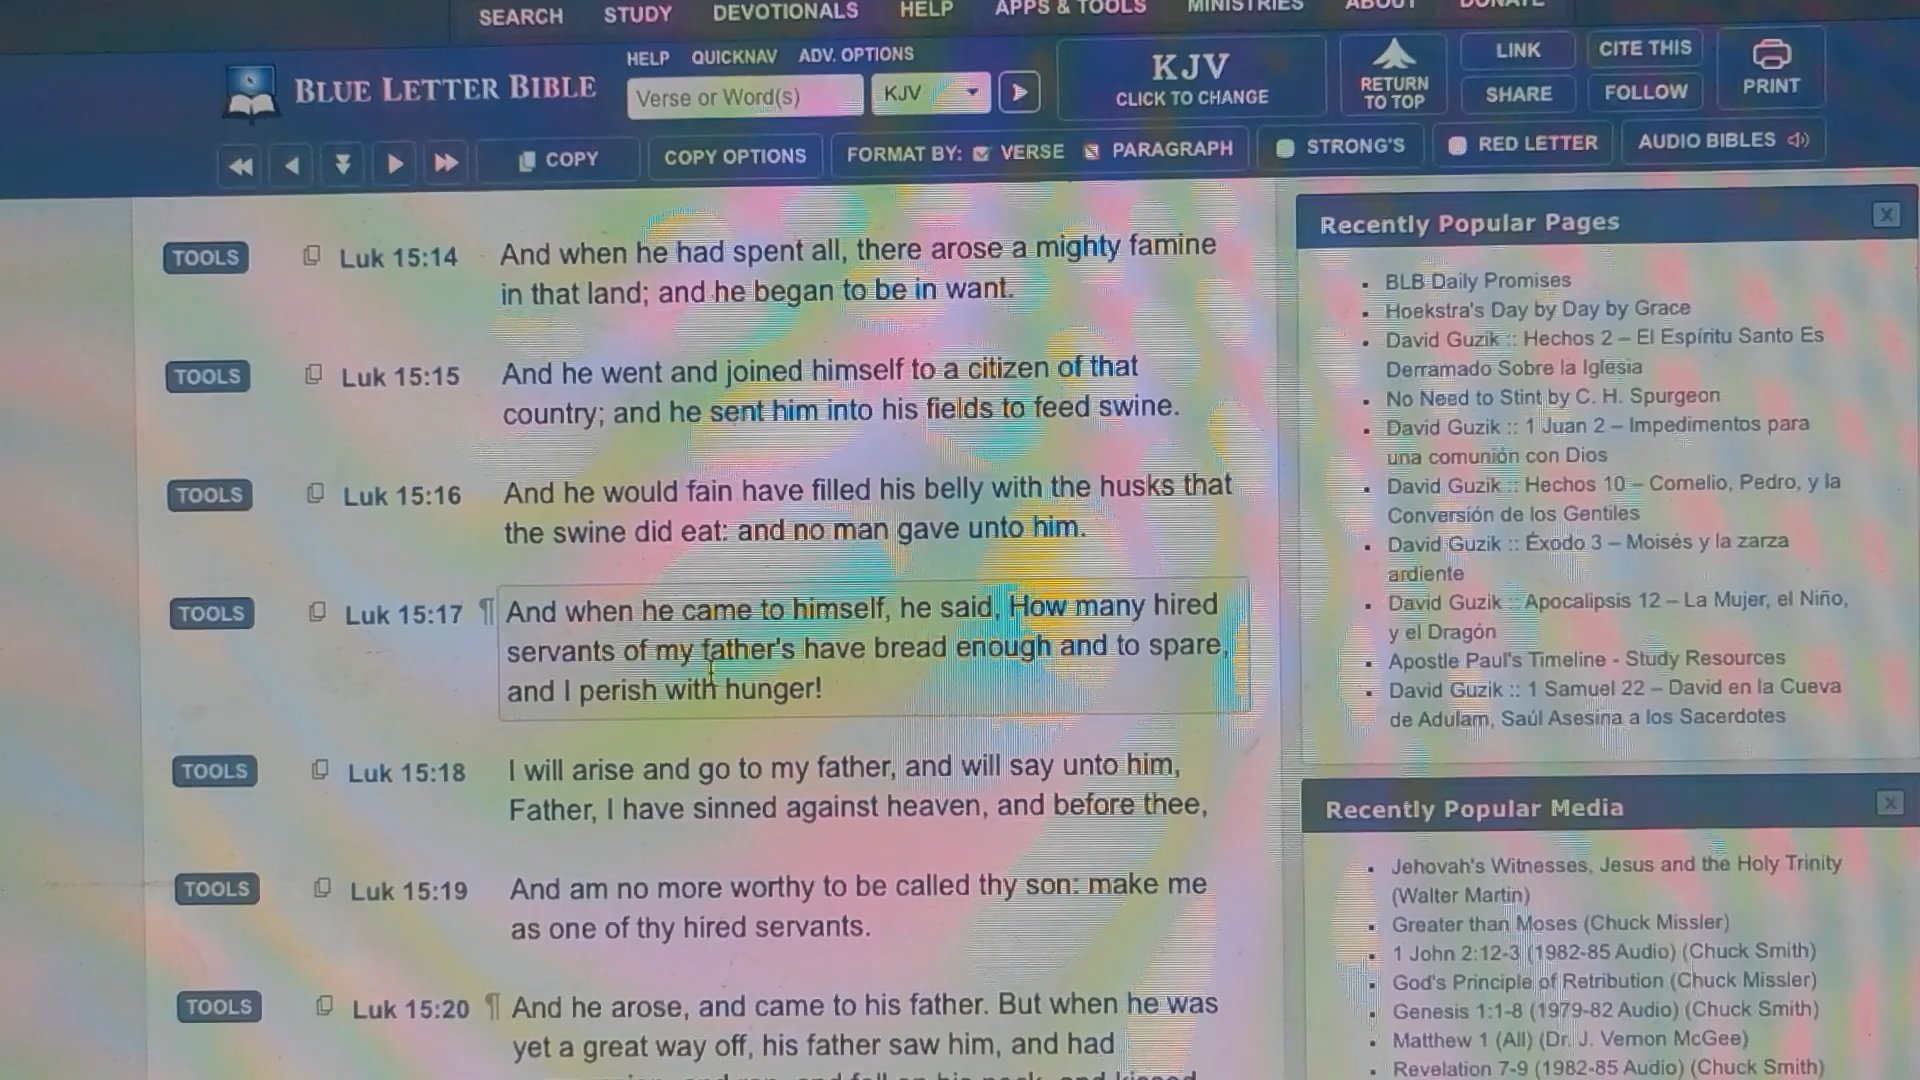 SEARCH STUDY DEVOTIONALS HELP APPS & TOOLS MINISTRIES ABOUT DONATE
BLUE LETTER BIBLE
HELP QUICKNAV ADV. OPTIONS
Verse or Word(s) KJV
KJV
CLICK TO CHANGE
RETURN
TO TOP
LINK
CITE THIS
SHARE
FOLLOW
PRINT
COPY COPY OPTIONS FORMAT BY: VERSE PARAGRAPH STRONG'S RED LETTER AUDIO BIBLES
TOOLS Luk 15:14 And when he had spent all, there arose a mighty famine
in that land; and he began to be in want.
TOOLS Luk 15:15 And he went and joined himself to a citizen of that
country; and he sent him into his fields to feed swine.
TOOLS Luk 15:16 And he would fain have filled his belly with the husks that
the swine did eat: and no man gave unto him.
TOOLS Luk 15:17 ¶ And when he came to himself, he said, How many hired
servants of my father's have bread enough and to spare,
and I perish with hunger!
TOOLS Luk 15:18 I will arise and go to my father, and will say unto him,
Father, I have sinned against heaven, and before thee,
TOOLS Luk 15:19 And am no more worthy to be called thy son: make me
as one of thy hired servants.
TOOLS Luk 15:20 ¶ And he arose, and came to his father. But when he was
yet a great way off, his father saw him, and had
Recently Popular Pages X
BLB Daily Promises
Hoekstra's Day by Day by Grace
David Guzik :: Hechos 2 – El Espíritu Santo Es
Derramado Sobre la Iglesia
No Need to Stint by C. H. Spurgeon
David Guzik :: 1 Juan 2 – Impedimentos para
una comunión con Dios
David Guzik :: Hechos 10 – Cornelio, Pedro, y la
Conversión de los Gentiles
David Guzik :: Éxodo 3 – Moisés y la zarza
ardiente
David Guzik :: Apocalipsis 12 – La Mujer, el Niño,
y el Dragón
Apostle Paul's Timeline - Study Resources
David Guzik :: 1 Samuel 22 – David en la Cueva
de Adulam, Saúl Asesina a los Sacerdotes
Recently Popular Media X
Jehovah's Witnesses, Jesus and the Holy Trinity
(Walter Martin)
Greater than Moses (Chuck Missler)
1 John 2:12-3 (1982-85 Audio) (Chuck Smith)
God's Principle of Retribution (Chuck Missler)
Genesis 1:1-8 (1979-82 Audio) (Chuck Smith)
Matthew 1 (All) (Dr. J. Vernon McGee)
Revelation 7-9 (1982-85 Audio) (Chuck Smith)